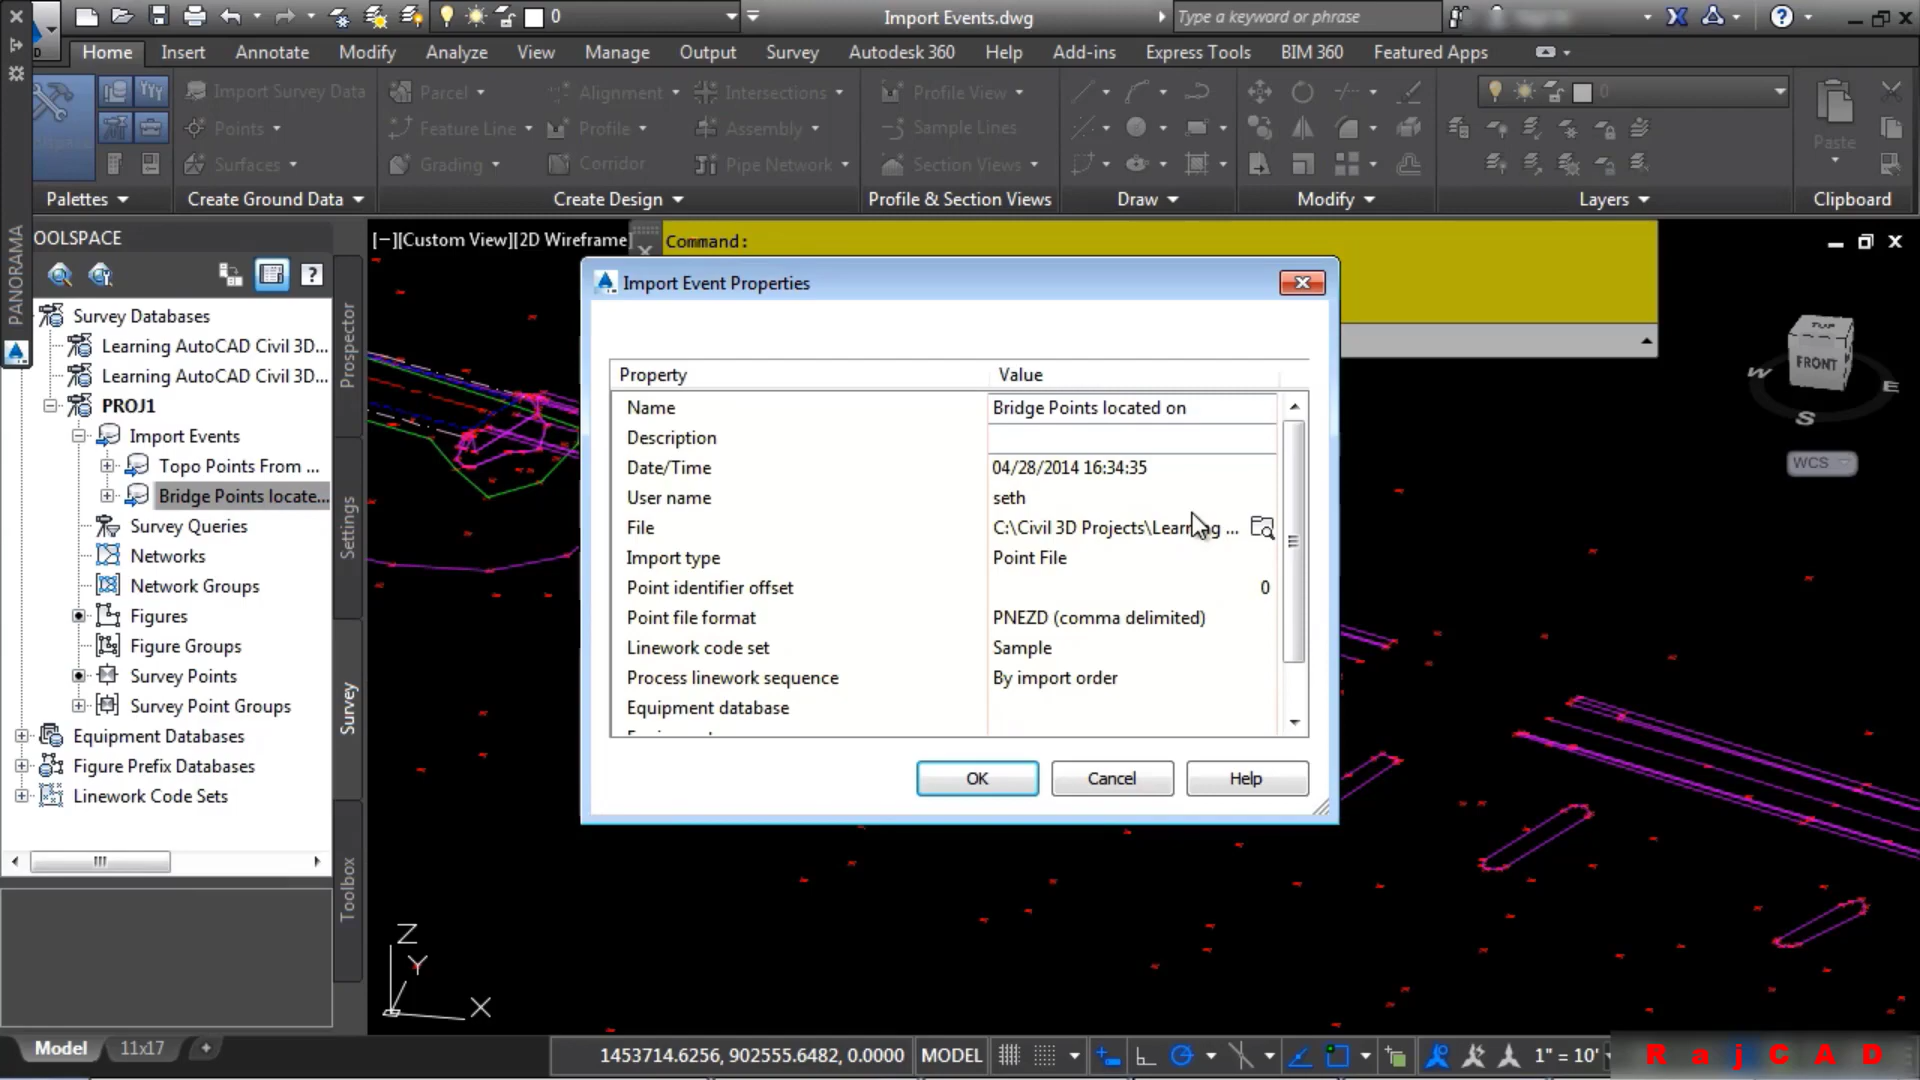 0
Import Events.dwg
Type a keyword or phrase
Home Insert Annotate Modify Analyze View Manage Output Survey Autodesk 360 Help Add-ins Express Tools BIM 360 Featured Apps
Import Survey Data
Points
Surfaces
Parcel
Feature Line
Grading
Alignment
Profile
Corridor
Intersections
Assembly
Pipe Network
Profile View
Sample Lines
Section Views
0
Paste
Palettes
Create Ground Data
Create Design
Profile & Section Views
Draw
Modify
Layers
Clipboard
PANORAMA
OOLSPACE
Survey Databases
Learning AutoCAD Civil 3D...
Learning AutoCAD Civil 3D...
PROJ1
Import Events
Topo Points From ...
Bridge Points locate...
Survey Queries
Networks
Network Groups
Figures
Figure Groups
Survey Points
Survey Point Groups
Equipment Databases
Figure Prefix Databases
Linework Code Sets
Prospector
Settings
Survey
Toolbox
[−][Custom View][2D Wireframe
Command:
Import Event Properties
Property Value
Name Bridge Points located on
Description
Date/Time 04/28/2014 16:34:35
User name seth
File C:\Civil 3D Projects\Learning ...
Import type Point File
Point identifier offset 0
Point file format PNEZD (comma delimited)
Linework code set Sample
Process linework sequence By import order
Equipment database
OK Cancel Help
TOP
FRONT
W
E
S
WCS
Z
Y
X
Model 11x17 +
1453714.6256, 902555.6482, 0.0000 MODEL
1" = 10'
RajCAD